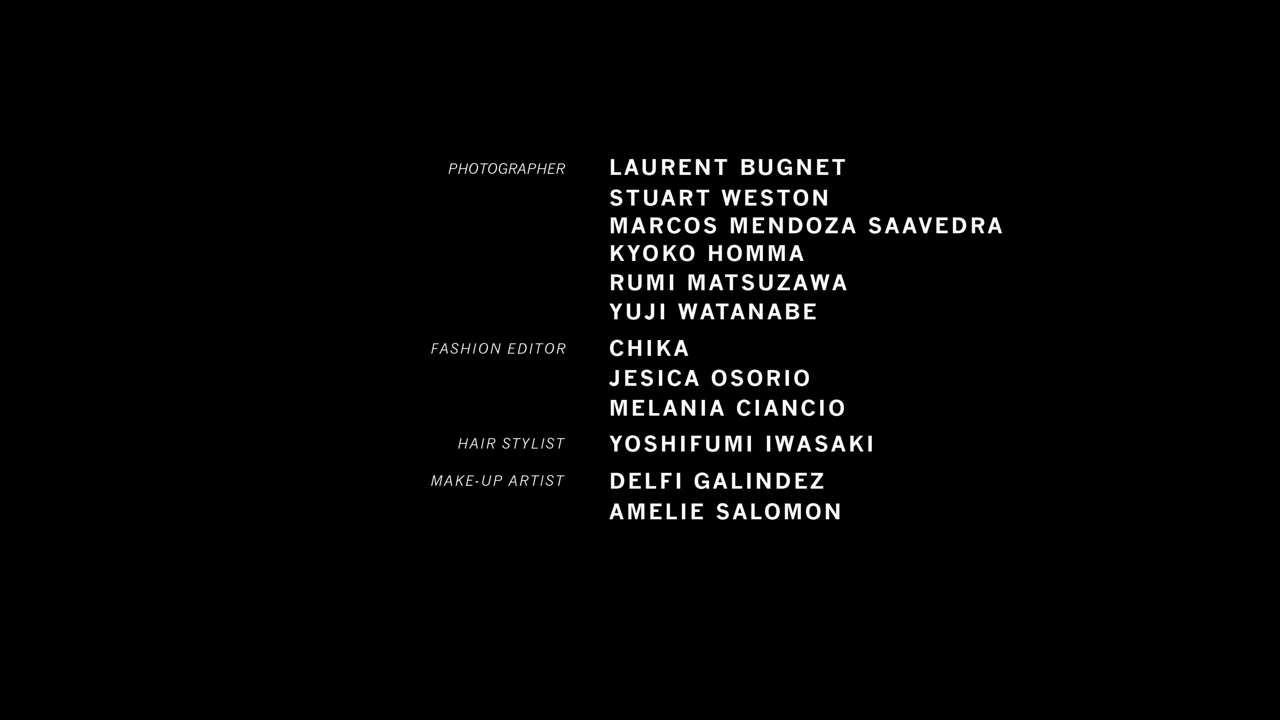 PHOTOGRAPHER LAURENT BUGNET
STUART WESTON
MARCOS MENDOZA SAAVEDRA
KYOKO HOMMA
RUMI MATSUZAWA
YUJI WATANABE
FASHION EDITOR CHIKA
JESICA OSORIO
MELANIA CIANCIO
HAIR STYLIST YOSHIFUMI IWASAKI
MAKE-UP ARTIST DELFI GALINDEZ
AMELIE SALOMON